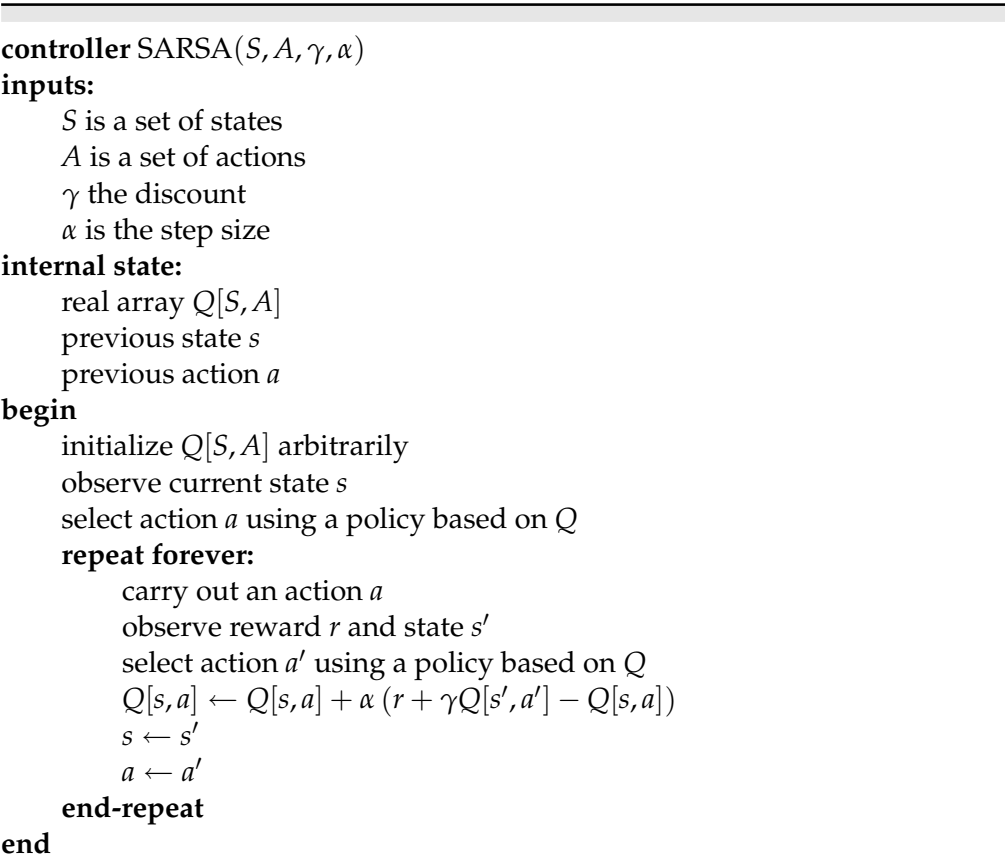 controller SARSA(S, A, γ, α)
inputs:
S is a set of states
A is a set of actions
γ the discount
α is the step size
internal state:
real array Q[S, A]
previous state s
previous action a
begin
initialize Q[S, A] arbitrarily
observe current state s
select action a using a policy based on Q
repeat forever:
carry out an action a
observe reward r and state s′
select action a′ using a policy based on Q
Q[s, a] ← Q[s, a] + α (r + γQ[s′, a′] − Q[s, a])
s ← s′
a ← a′
end-repeat
end